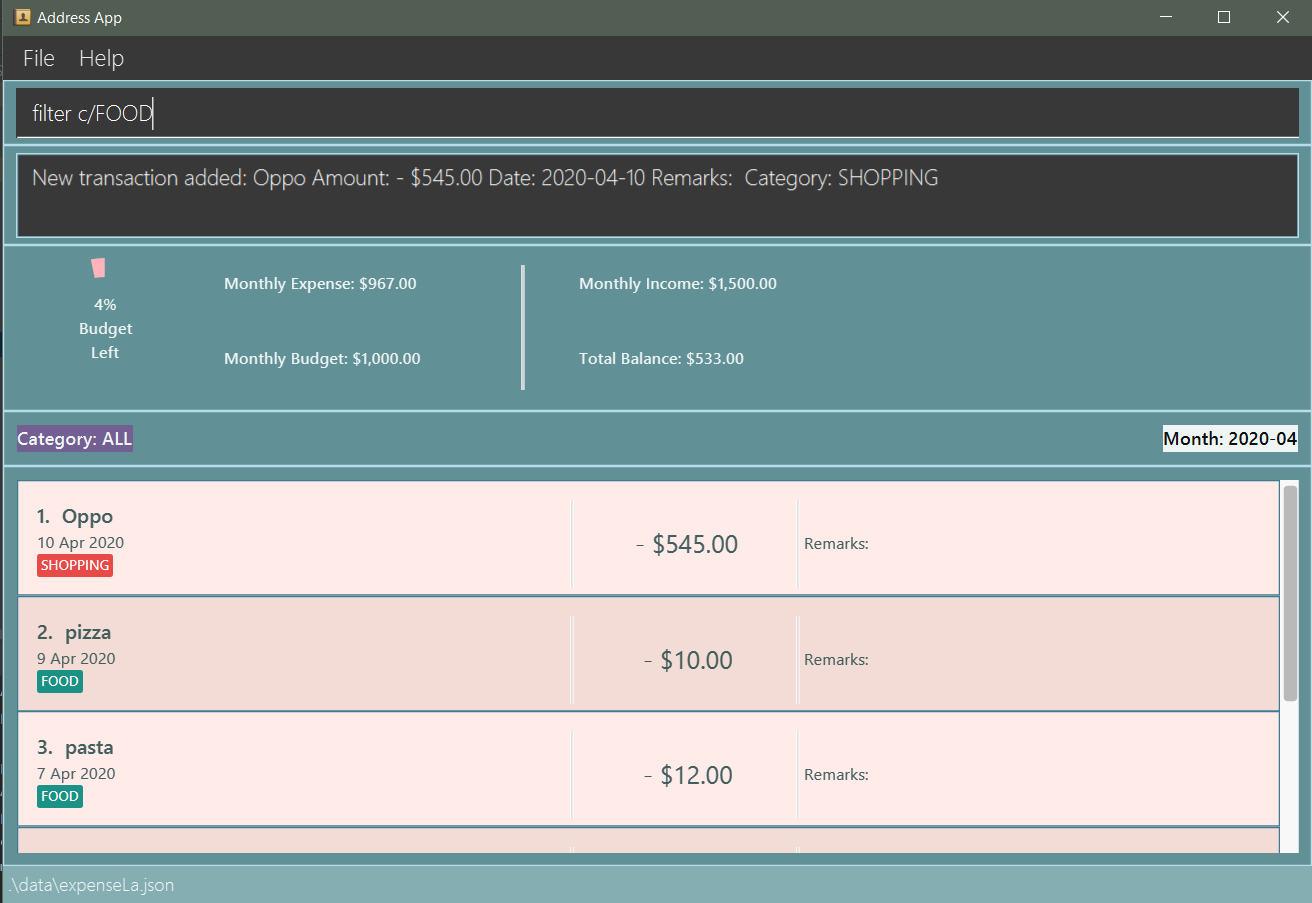 Address App
File Help
filter c/FOOD
New transaction added: Oppo Amount: - $545.00 Date: 2020-04-10 Remarks:  Category: SHOPPING
4%
Budget
Left
Monthly Expense: $967.00
Monthly Budget: $1,000.00
Monthly Income: $1,500.00
Total Balance: $533.00
Category: ALL
Month: 2020-04
1. Oppo
10 Apr 2020
SHOPPING
- $545.00
Remarks:
2. pizza
9 Apr 2020
FOOD
- $10.00
Remarks:
3. pasta
7 Apr 2020
FOOD
- $12.00
Remarks:
.\data\expenseLa.json